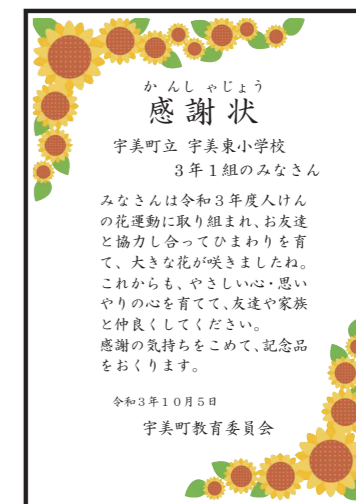 かんしゃじょう
感謝状
宇美町立 宇美東小学校
３年１組のみなさん
みなさんは令和３年度人けん
の花運動に取り組まれ、お友達
と協力し合ってひまわりを育
て、大きな花が咲きましたね。
これからも、やさしい心・思い
やりの心を育てて、友達や家族
と仲良くしてください。
感謝の気持ちをこめて、記念品
をおくります。
令和３年１０月５日
宇美町教育委員会